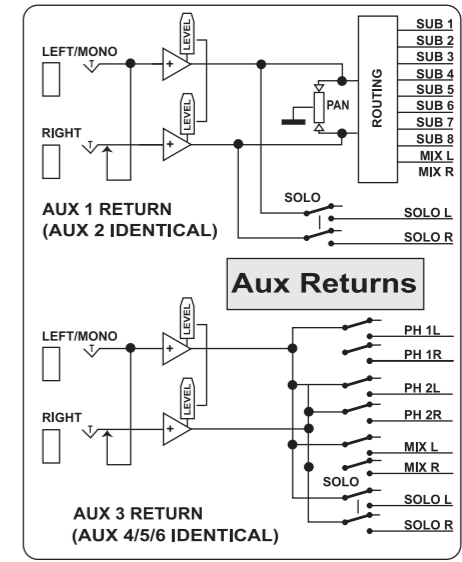 LEVEL
LEFT/MONO
T
+
LEVEL
RIGHT
T
+
PAN
ROUTING
SUB 1
SUB 2
SUB 3
SUB 4
SUB 5
SUB 6
SUB 7
SUB 8
MIX L
MIX R
SOLO
SOLO L
SOLO R
AUX 1 RETURN
(AUX 2 IDENTICAL)
Aux Returns
LEVEL
LEFT/MONO
T
+
LEVEL
RIGHT
T
+
PH 1L
PH 1R
PH 2L
PH 2R
MIX L
MIX R
SOLO
SOLO L
SOLO R
AUX 3 RETURN
(AUX 4/5/6 IDENTICAL)